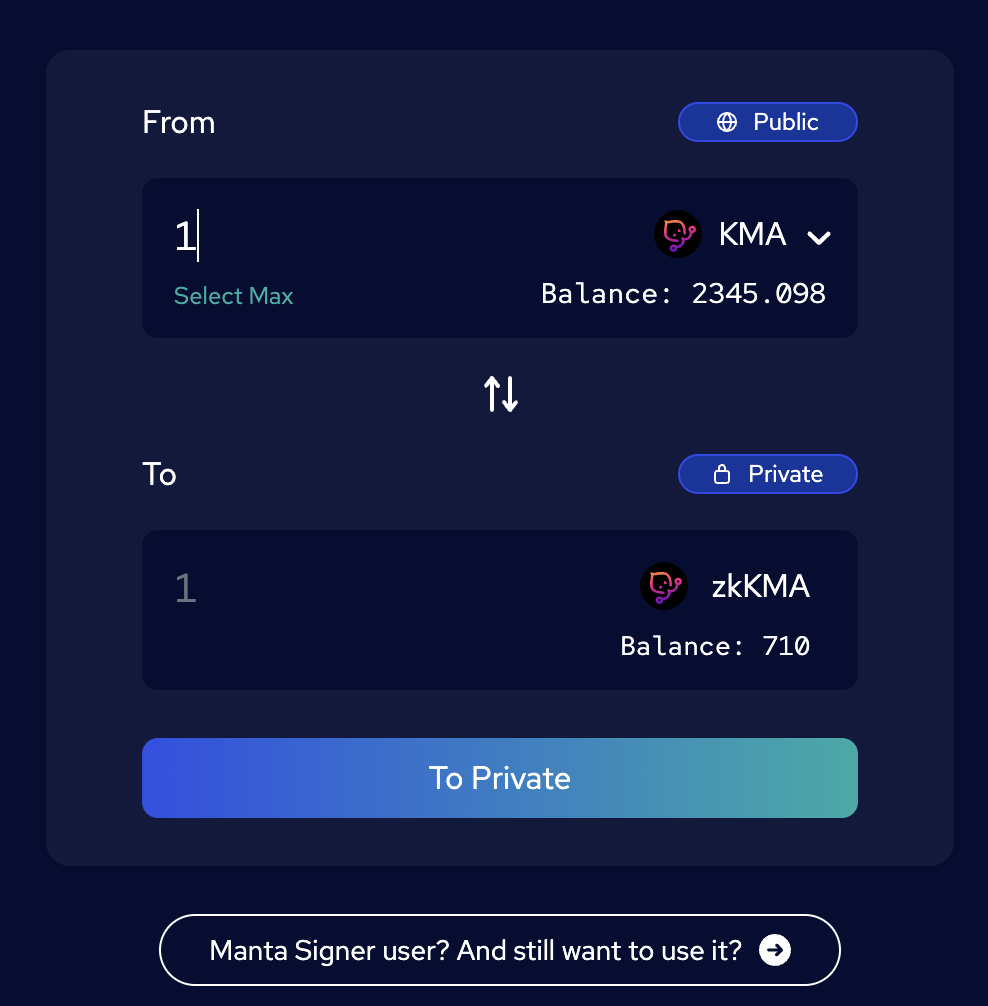 From
Public
1
KMA
Select Max
Balance: 2345.098
To
Private
1
zkKMA
Balance: 710
To Private
Manta Signer user? And still want to use it?